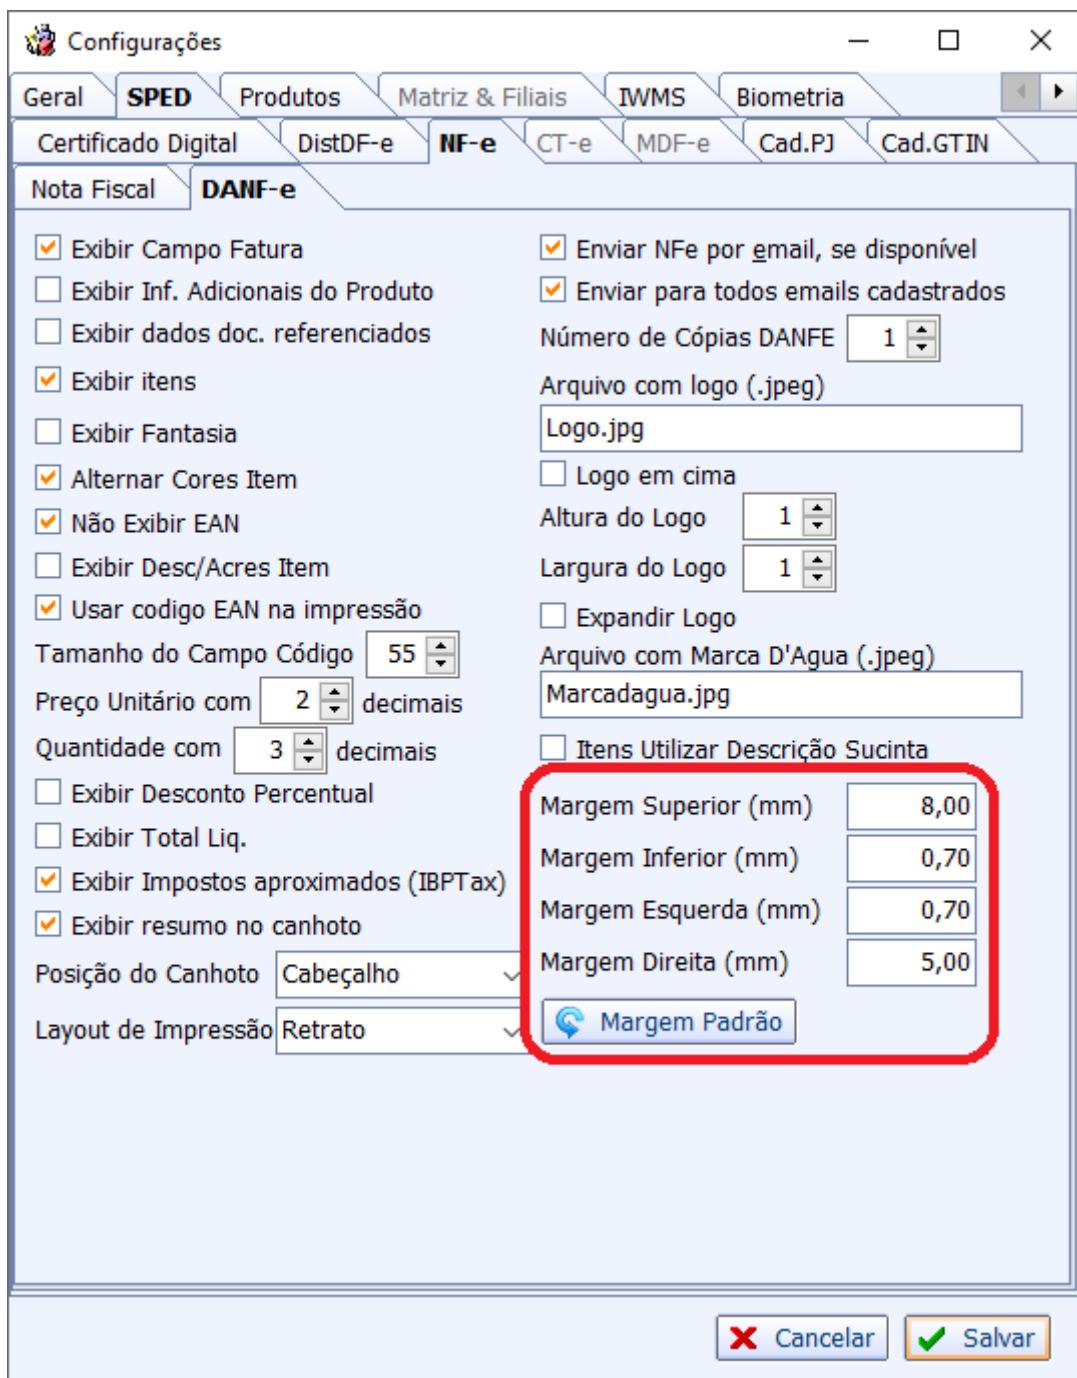 Configurações
Geral SPED Produtos Matriz & Filiais IWMS Biometria
Certificado Digital DistDF-e NF-e CT-e MDF-e Cad.PJ Cad.GTIN
Nota Fiscal DANF-e
Exibir Campo Fatura
Exibir Inf. Adicionais do Produto
Exibir dados doc. referenciados
Exibir itens
Exibir Fantasia
Alternar Cores Item
Não Exibir EAN
Exibir Desc/Acres Item
Usar codigo EAN na impressão
Tamanho do Campo Código 55
Preço Unitário com 2 decimais
Quantidade com 3 decimais
Exibir Desconto Percentual
Exibir Total Liq.
Exibir Impostos aproximados (IBPTax)
Exibir resumo no canhoto
Posição do Canhoto Cabeçalho
Layout de Impressão Retrato
Enviar NFe por email, se disponível
Enviar para todos emails cadastrados
Número de Cópias DANFE 1
Arquivo com logo (.jpeg)
Logo.jpg
Logo em cima
Altura do Logo 1
Largura do Logo 1
Expandir Logo
Arquivo com Marca D'Agua (.jpeg)
Marcadagua.jpg
Itens Utilizar Descrição Sucinta
Margem Superior (mm) 8,00
Margem Inferior (mm) 0,70
Margem Esquerda (mm) 0,70
Margem Direita (mm) 5,00
Margem Padrão
Cancelar Salvar